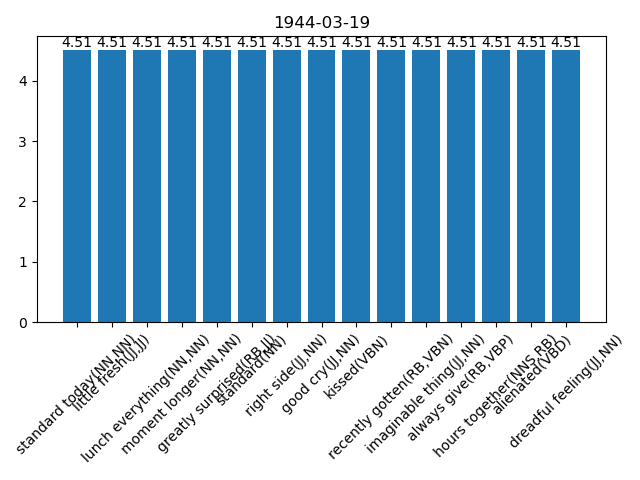 1944-03-19
4.51 4.51 4.51 4.51 4.51 4.51 4.51 4.51 4.51 4.51 4.51 4.51 4.51 4.51 4.51
4
3
2
1
0
standard today(NN,NN)
little fresh(JJ,JJ)
lunch everything(NN,NN)
moment longer(NN,NN)
greatly surprised(RB,JJ)
standard(NN)
right side(JJ,NN)
good cry(JJ,NN)
kissed(VBN)
recently gotten(RB,VBN)
imaginable thing(JJ,NN)
always give(RB,VBP)
hours together(NNS,RB)
alienated(VBD)
dreadful feeling(JJ,NN)